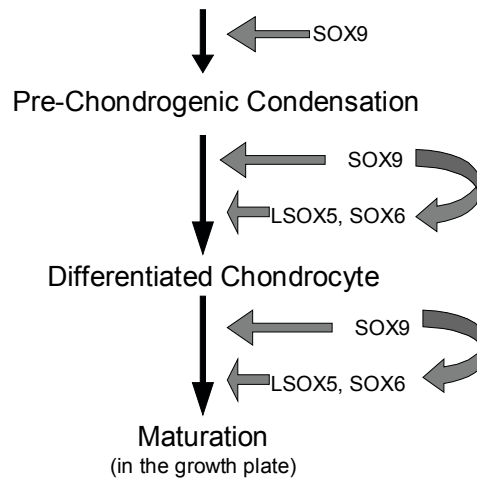 SOX9
Pre-Chondrogenic Condensation
SOX9
LSOX5, SOX6
Differentiated Chondrocyte
SOX9
LSOX5, SOX6
Maturation
(in the growth plate)